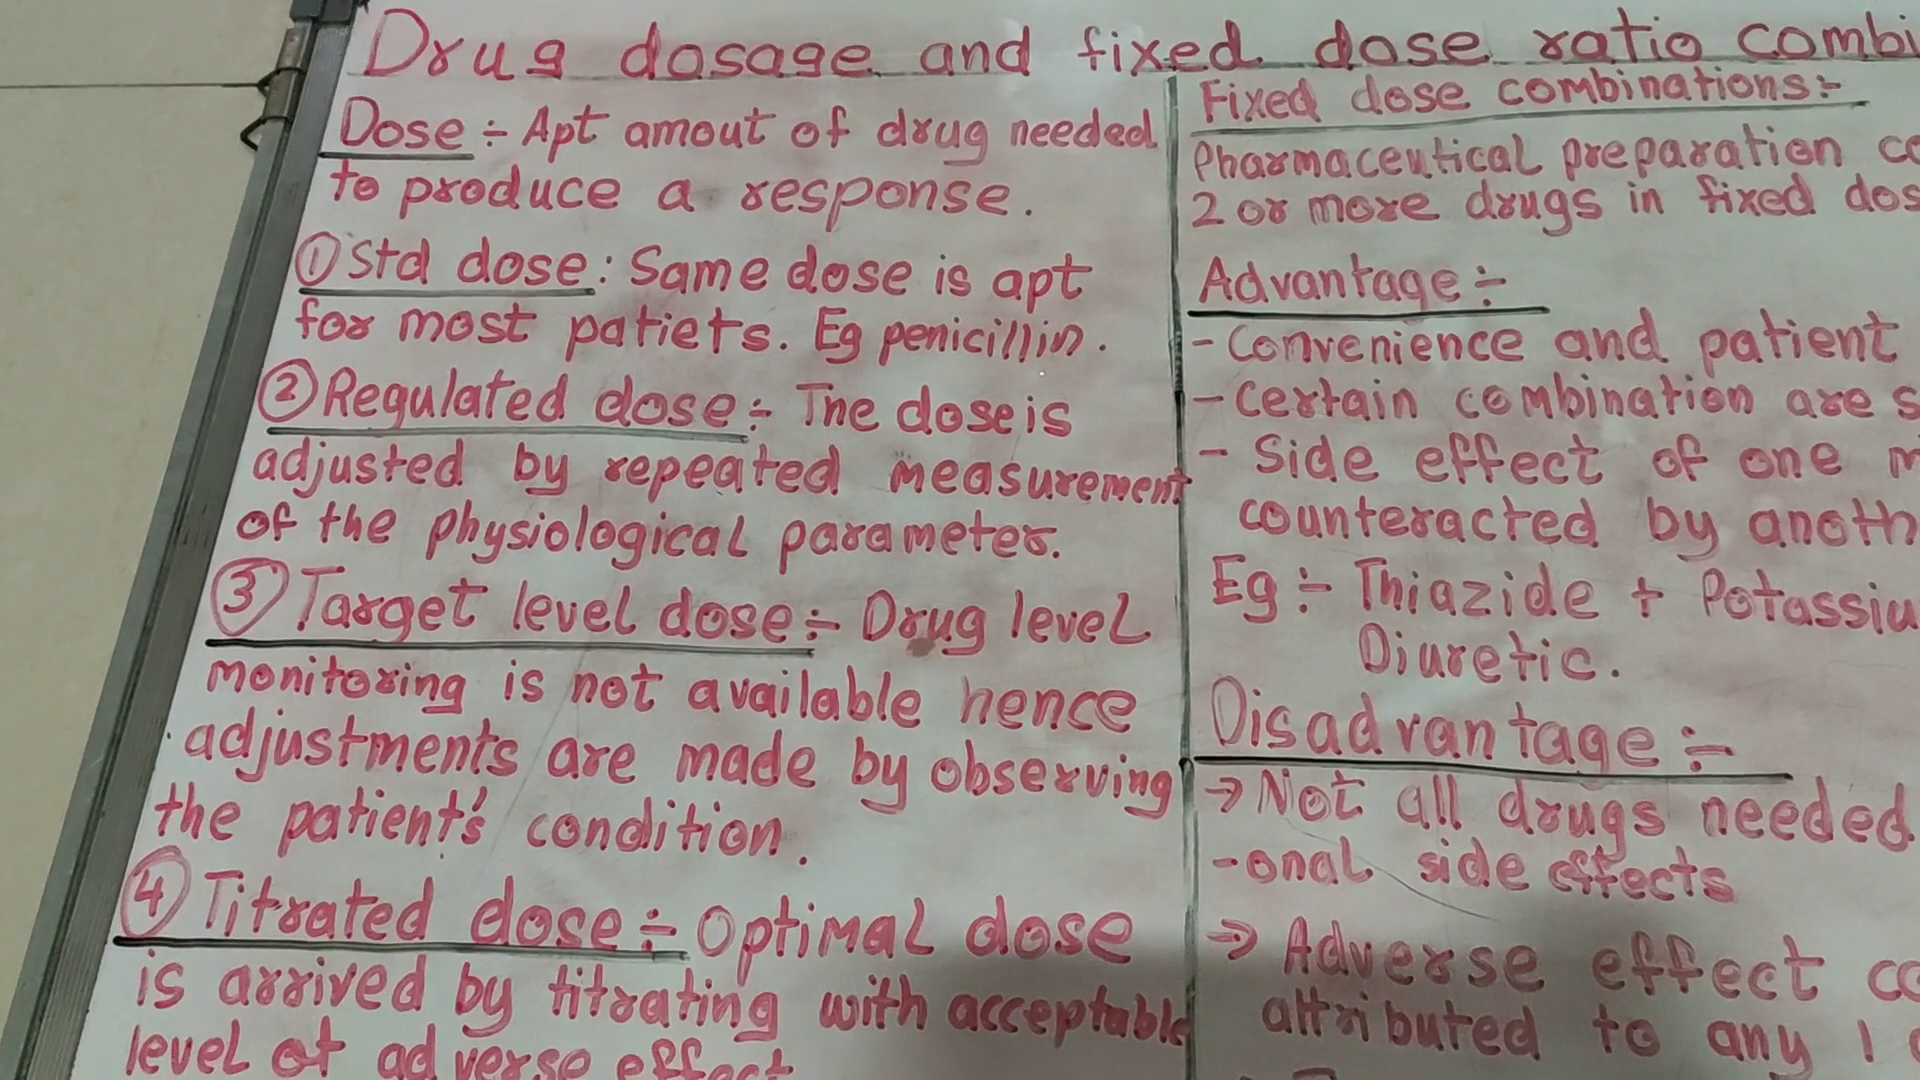 Drug dosage and fixed dose ratio
Dose :- Apt amout of drug needed
to produce a response.
① Std dose : Same dose is apt
for most patiets. Eg penicillin.
② Regulated dose :- The dose is
adjusted by repeated measurement
of the physiological parameter.
③ Target level dose :- Drug level
monitoring is not available hence
adjustments are made by observing
the patient's condition.
④ Titrated dose :- Optimal dose
is arrived by titrating with acceptable
level of adverse effect
Fixed dose combinations :-
Pharmaceutical preparation
2 or more drugs in fixed
Advantage :-
- Convenience and patient
- Certain combination are
- Side effect of one
counteracted by
Eg :- Thiazide +
Diuretic.
Disadvantage :-
→ Not all drugs needed
-onal side effects
→ Adverse effect
attributed to any 1